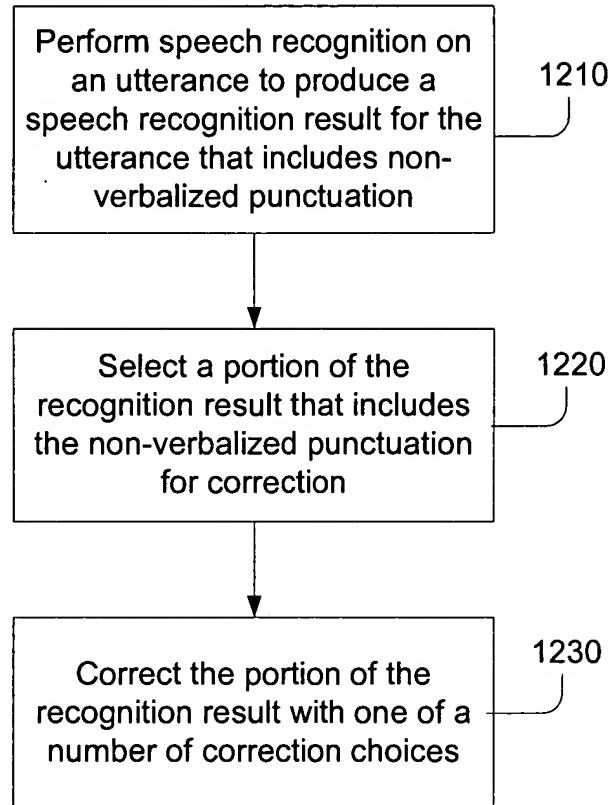 Perform speech recognition on
an utterance to produce a
speech recognition result for the
utterance that includes non-
verbalized punctuation
1210
Select a portion of the
recognition result that includes
the non-verbalized punctuation
for correction
1220
Correct the portion of the
recognition result with one of a
number of correction choices
1230